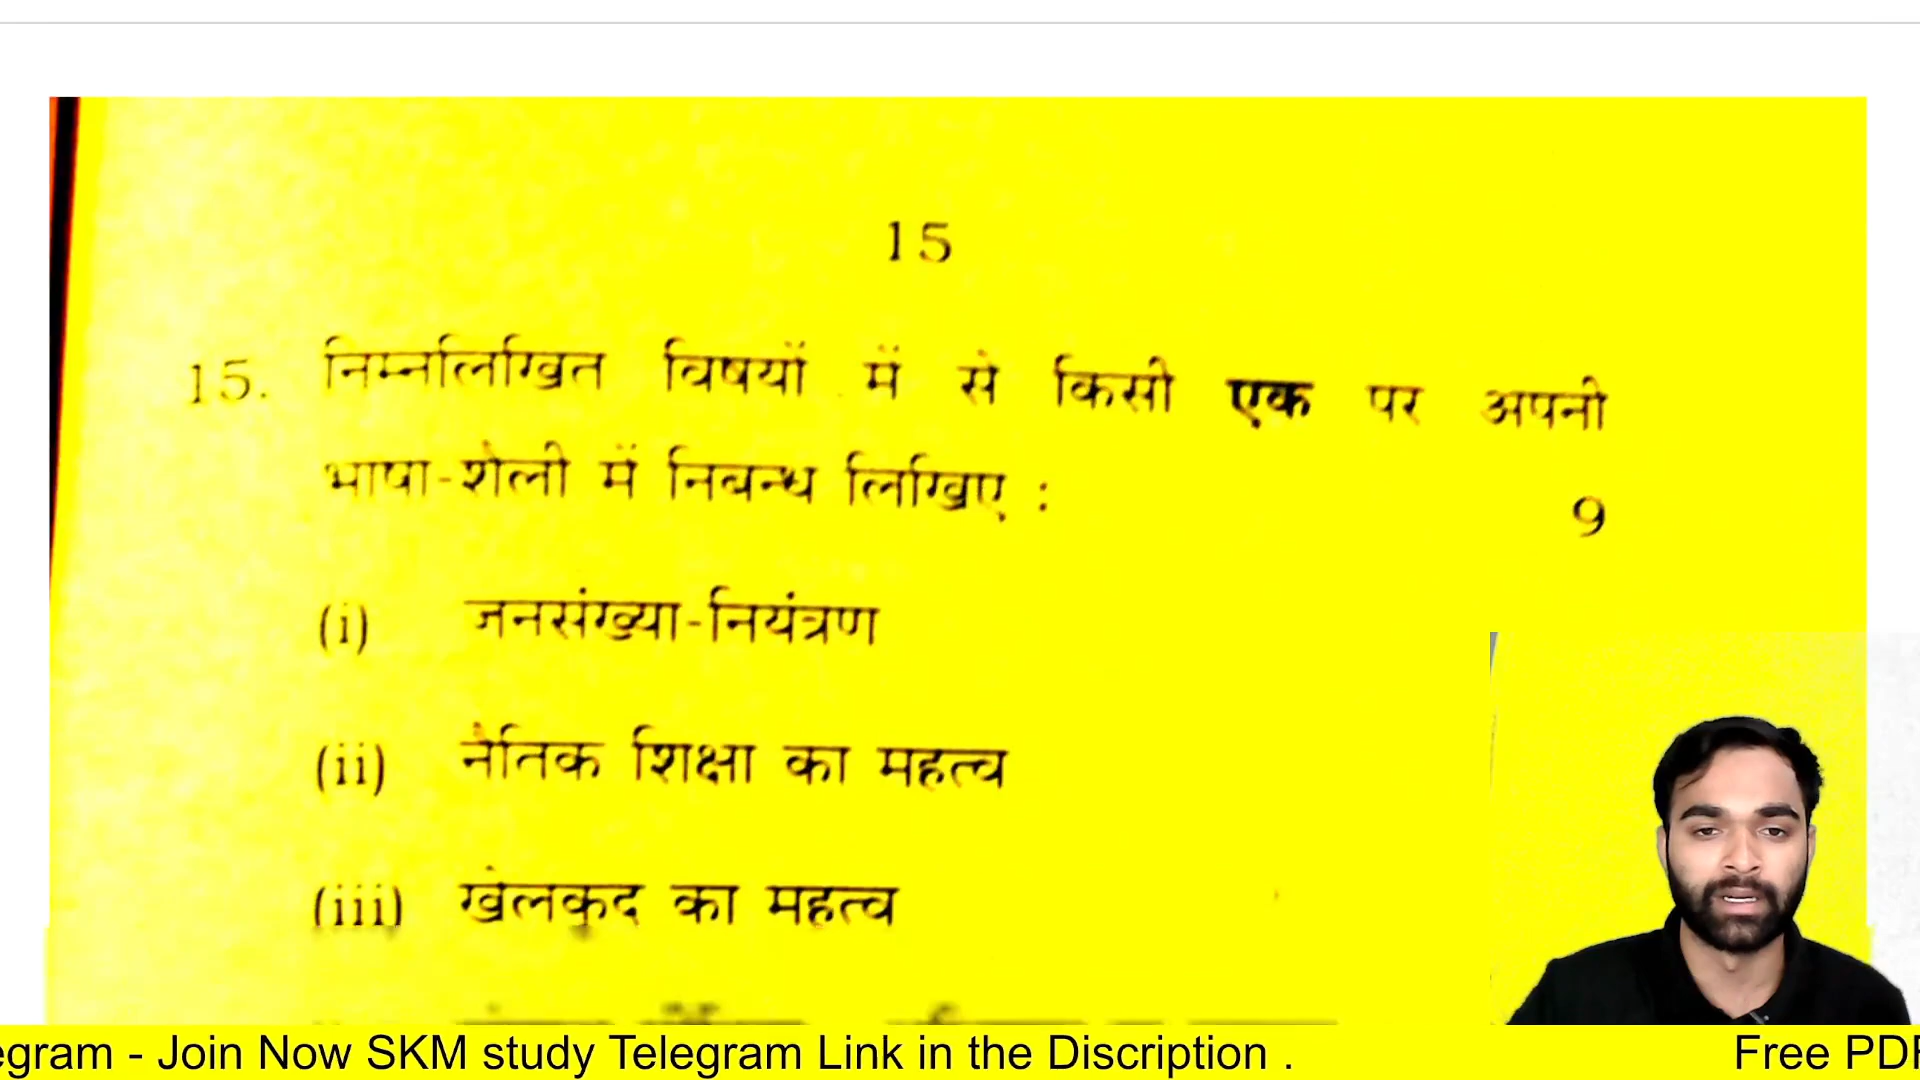 15
15. निम्नलिखित विषयों में से किसी एक पर अपनी
भाषा-शैली में निबन्ध लिखिए :
9
(i) जनसंख्या-नियंत्रण
(ii) नैतिक शिक्षा का महत्व
(iii) खेलकूद का महत्व
egram - Join Now SKM study Telegram Link in the Discription . Free PDF